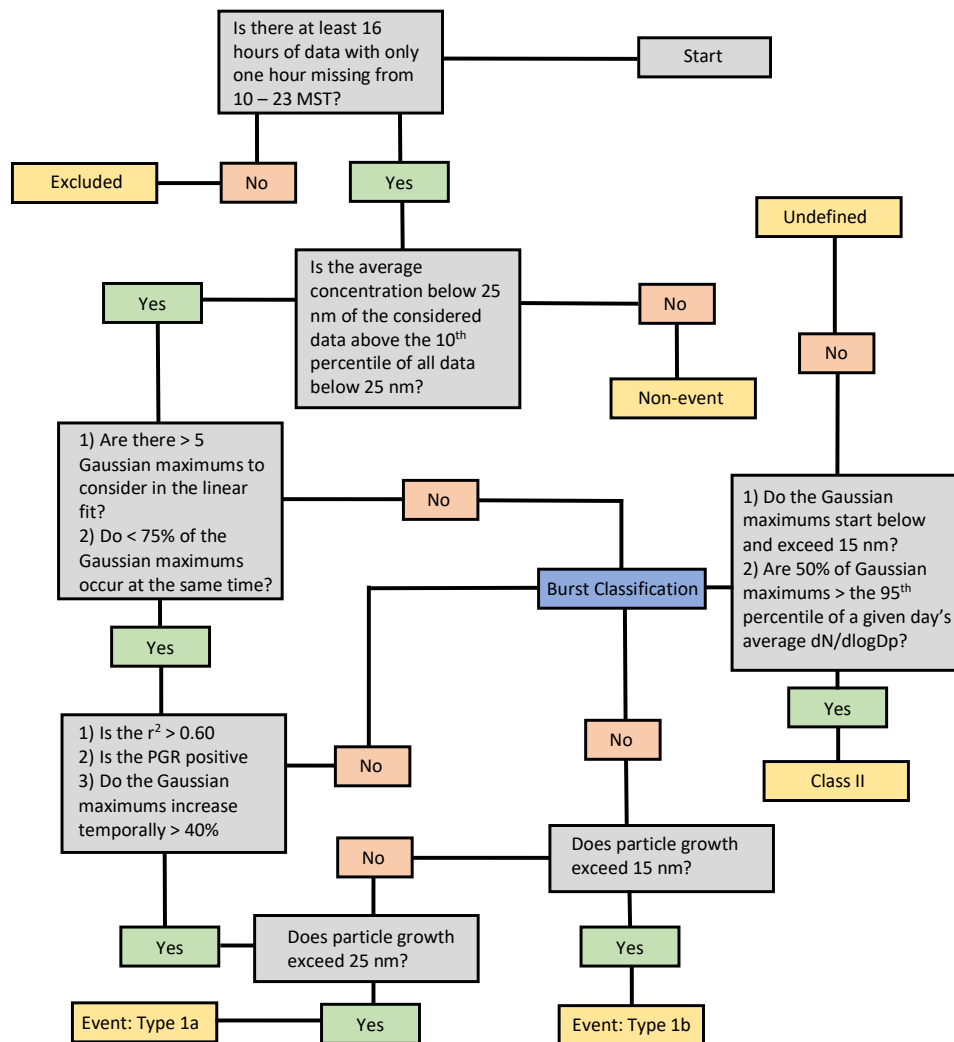 Is there at least 16
hours of data with only
one hour missing from
10 – 23 MST?
Start
Excluded
No
Yes
Undefined
Is the average
concentration below 25
nm of the considered
data above the 10th
percentile of all data
below 25 nm?
Yes
No
No
Non-event
1) Are there > 5
Gaussian maximums to
consider in the linear
fit?
2) Do < 75% of the
Gaussian maximums
occur at the same time?
No
1) Do the Gaussian
maximums start below
and exceed 15 nm?
2) Are 50% of Gaussian
maximums > the 95th
percentile of a given day's
average dN/dlogDp?
Burst Classification
Yes
Yes
1) Is the r2 > 0.60
2) Is the PGR positive
3) Do the Gaussian
maximums increase
temporally > 40%
No
No
Class II
Does particle growth
exceed 15 nm?
No
Yes
Does particle growth
exceed 25 nm?
Yes
Event: Type 1a
Yes
Event: Type 1b